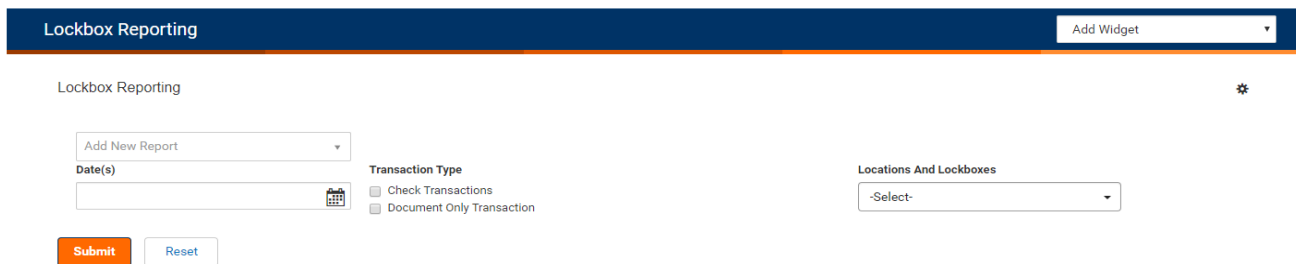 Lockbox Reporting
Add Widget
Lockbox Reporting
Add New Report
Date(s)
Transaction Type
Locations And Lockboxes
Check Transactions
-Select-
Document Only Transaction
Submit
Reset